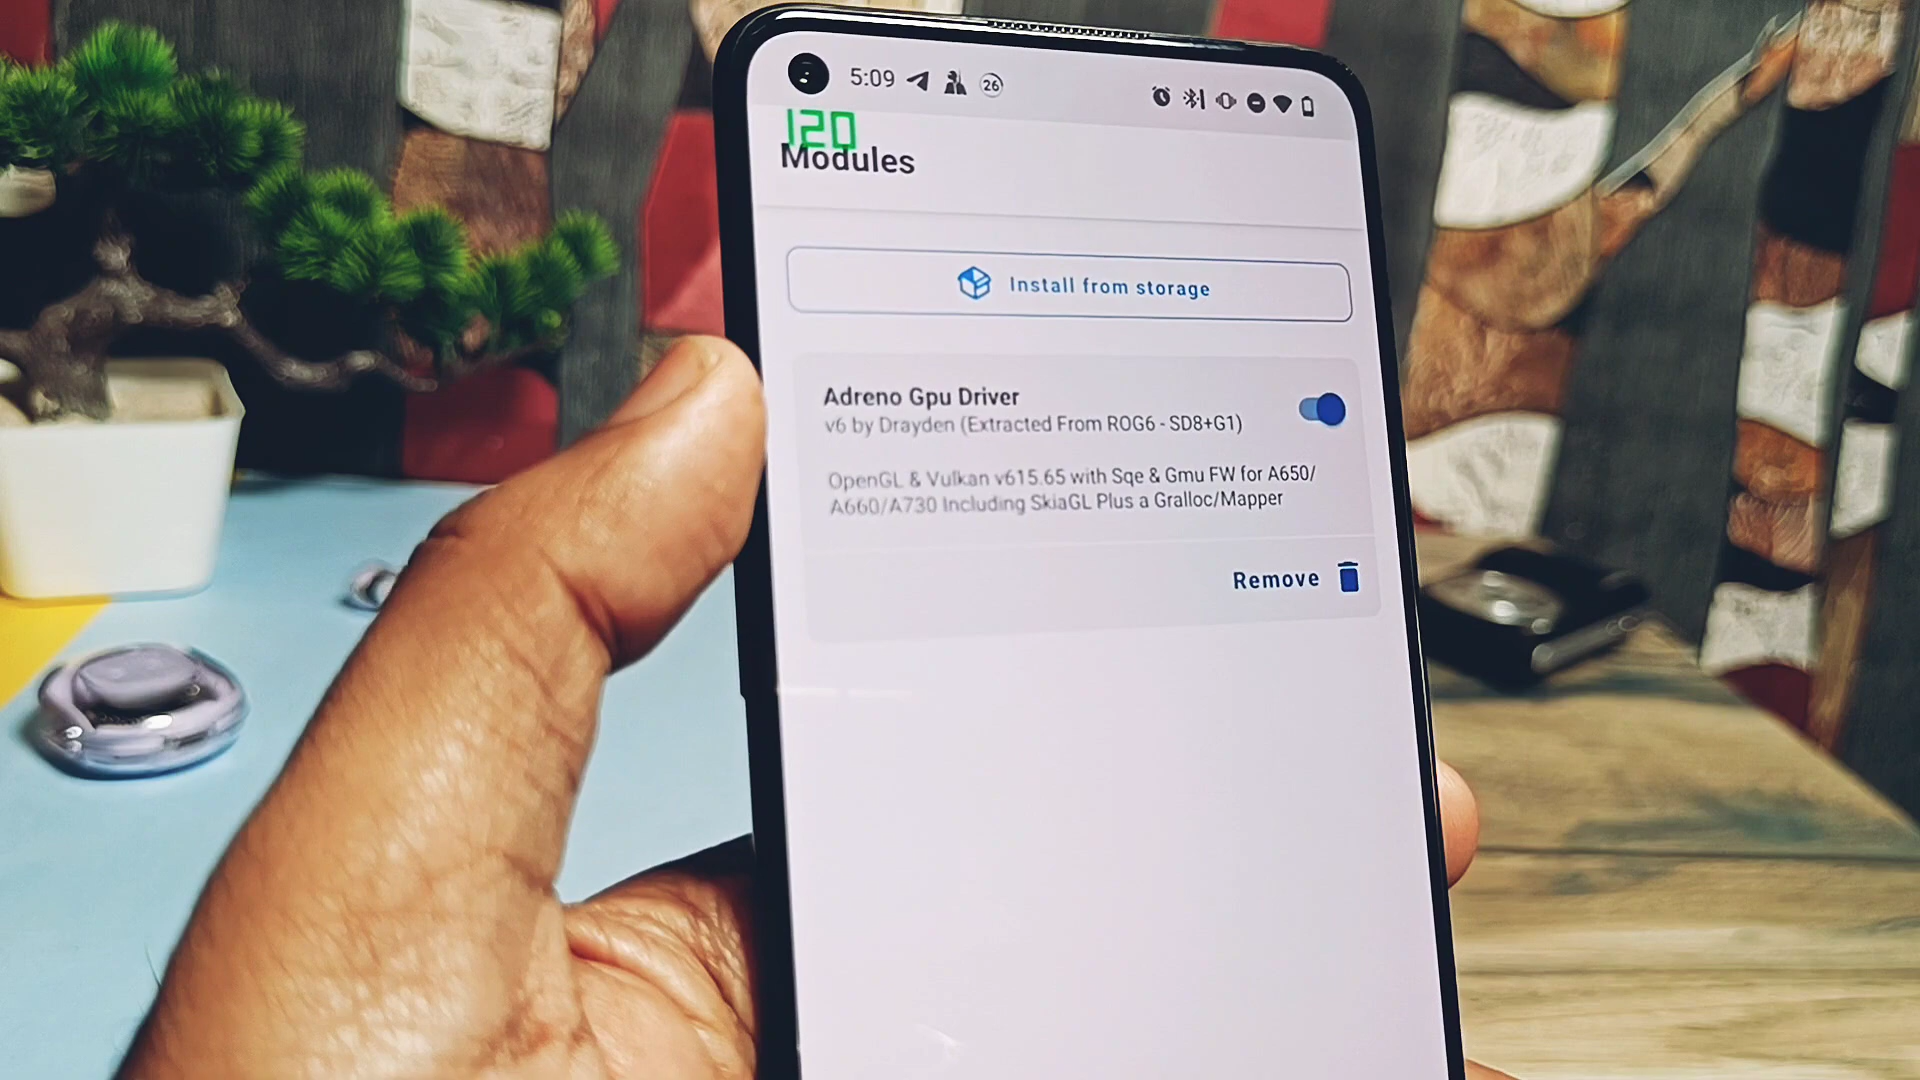 5:09
26
120
Modules
Install from storage
Adreno Gpu Driver
v6 by Drayden (Extracted From ROG6 - SD8+G1)
OpenGL & Vulkan v615.65 with Sqe & Gmu FW for A650/
A660/A730 Including SkiaGL Plus a Gralloc/Mapper
Remove